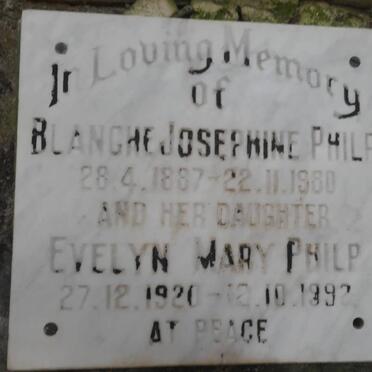 In Loving Memory
of
BLANCHE JOSEPHINE PHILP
28.4.1887-22.11.1980
AND HER DAUGHTER
EVELYN MARY PHILP
27.12.1920-12.10.1992
AT PEACE